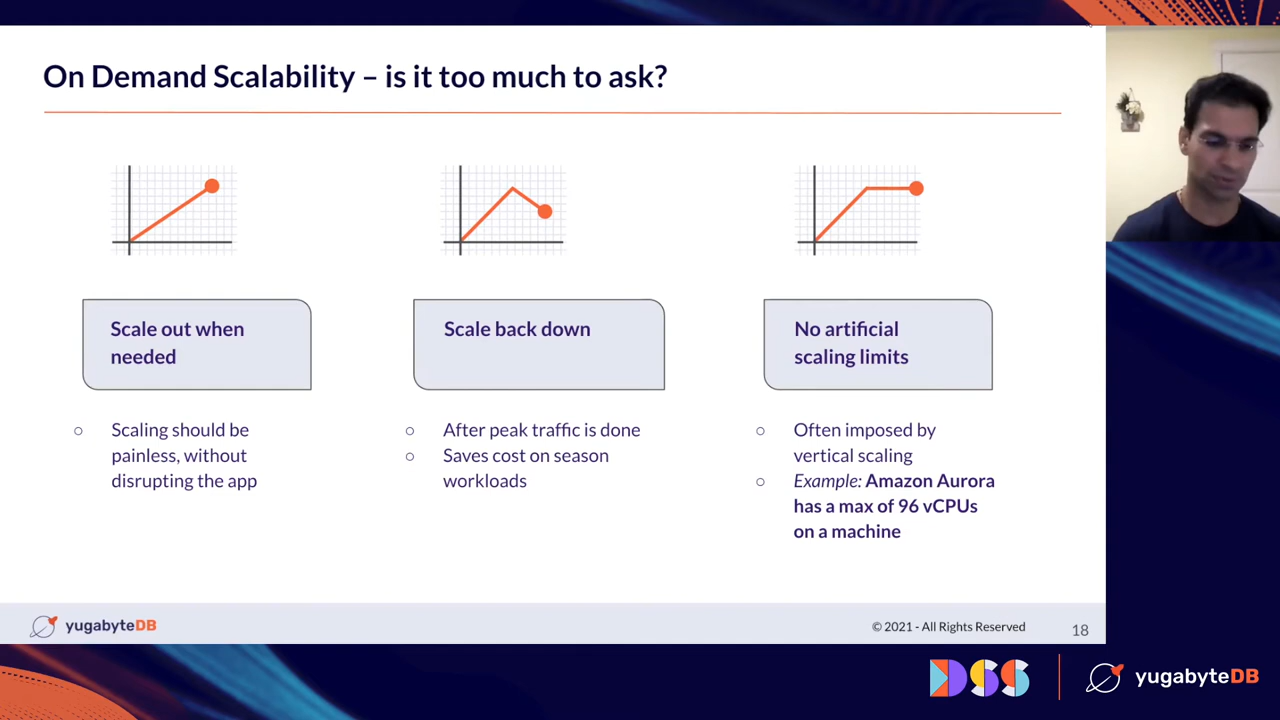 On Demand Scalability – is it too much to ask?
Scale out when
needed
○ Scaling should be
painless, without
disrupting the app
Scale back down
○ After peak traffic is done
○ Saves cost on season
workloads
No artificial
scaling limits
○ Often imposed by
vertical scaling
○ Example: Amazon Aurora
has a max of 96 vCPUs
on a machine
yugabyteDB
© 2021 - All Rights Reserved
18
DSS
yugabyteDB